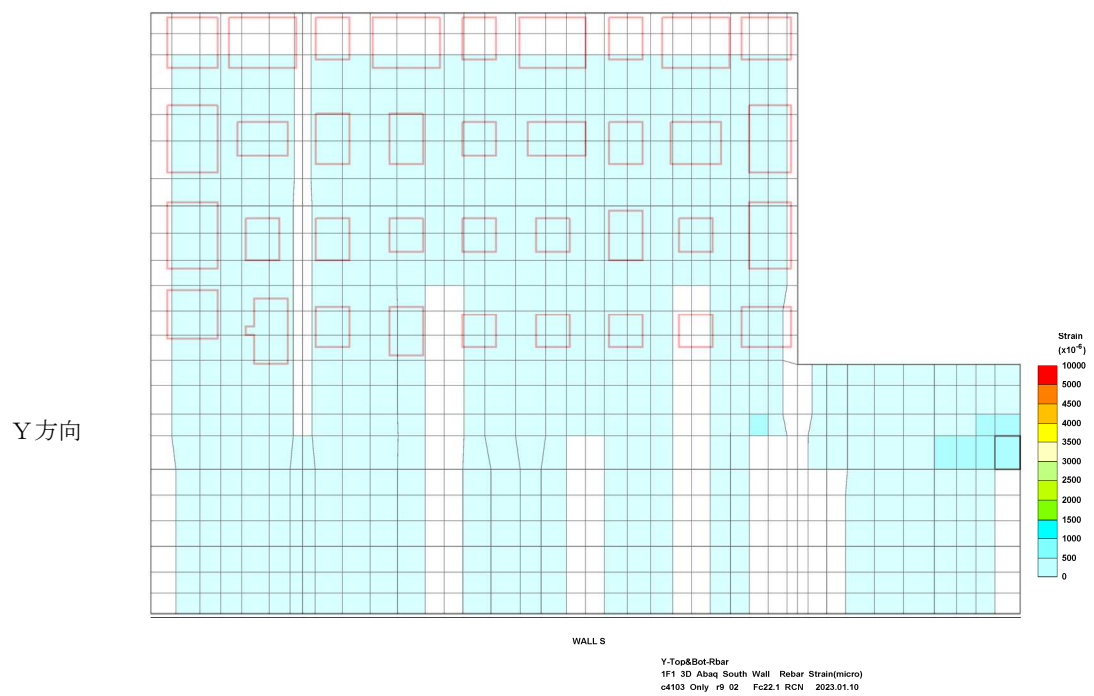 Strain
(x10-6)
10000
5000
4500
4000
3500
3000
2500
2000
1500
1000
500
0
Ｙ方向
WALL S
Y-Top&Bot-Rbar
1F1 3D Abaq South Wall Rebar Strain(micro)
c4103 Only r9 02 Fc22.1 RCN 2023.01.10